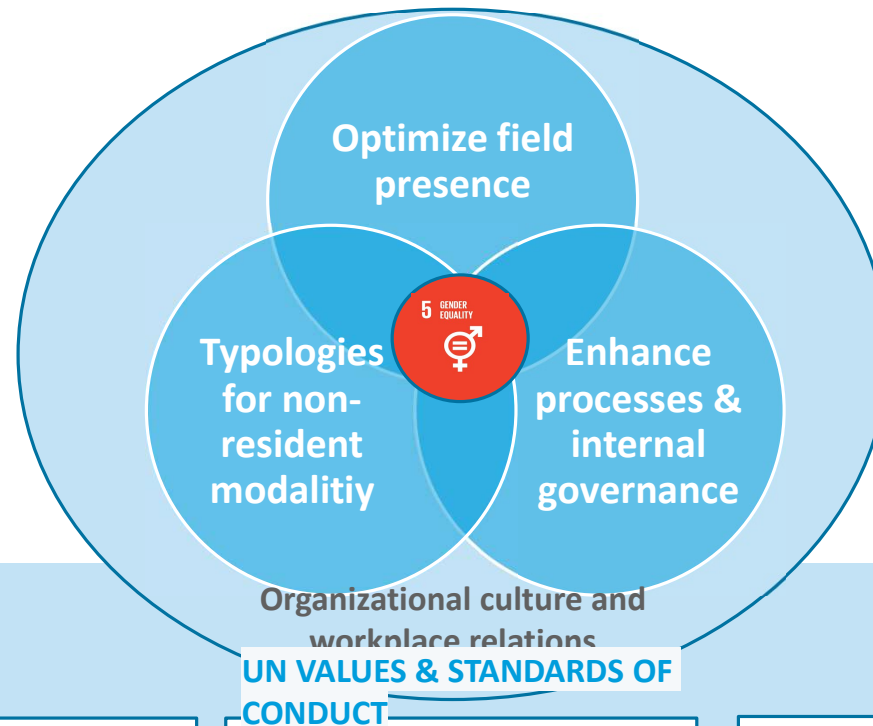 Optimize field
presence
5 GENDER
EQUALITY
Typologies
for non-
resident
modalitiy
Enhance
processes &
internal
governance
Organizational culture and
workplace relations
UN VALUES & STANDARDS OF
CONDUCT